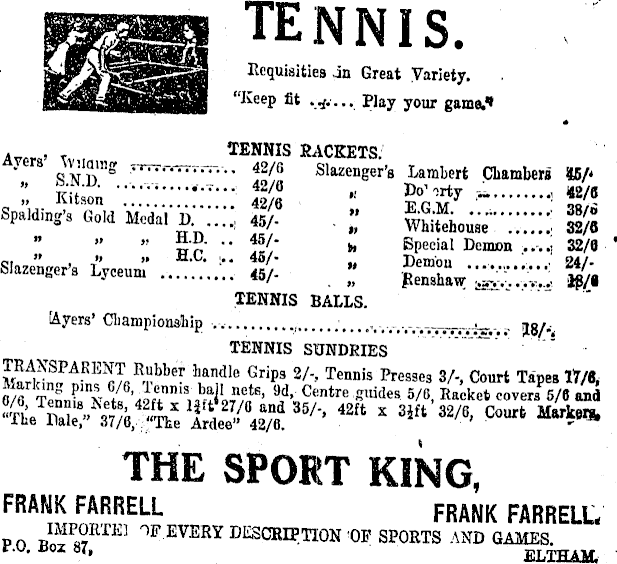 TENNIS.
Requisities in Great Variety.
"Keep fit ...... Play your game."
TENNIS RACKETS.
Ayers' Wilding ............... 42/6
„ S.N.D. ............... 42/6
„ Kitson ............... 42/6
Spalding's Gold Medal D. .... 45/-
„ „ „ H.D. .. 45/-
„ „ „ H.C. .. 45/-
Slazenger's Lyceum .......... 45/-
Slazenger's Lambert Chambers 45/-
„ Doherty ......... 42/6
„ E.G.M. .......... 38/6
„ Whitehouse ...... 32/6
„ Special Demon .... 32/6
„ Demon .......... 24/-
„ Renshaw .......... 18/6
TENNIS BALLS.
Ayers' Championship ............................ 18/-
TENNIS SUNDRIES
TRANSPARENT Rubber handle Grips 2/-, Tennis Presses 3/-, Court Tapes 17/6,
Marking pins 6/6, Tennis ball nets, 9d, Centre guides 5/6, Racket covers 5/6 and
6/6, Tennis Nets, 42ft x 27/6 and 35/-, 42ft x 3½ft 32/6, Court Markers,
"The Dale," 37/6, "The Ardee" 42/6.
THE SPORT KING,
FRANK FARRELL FRANK FARRELL.
IMPORTER OF EVERY DESCRIPTION OF SPORTS AND GAMES.
P.O. Box 87, ELTHAM.